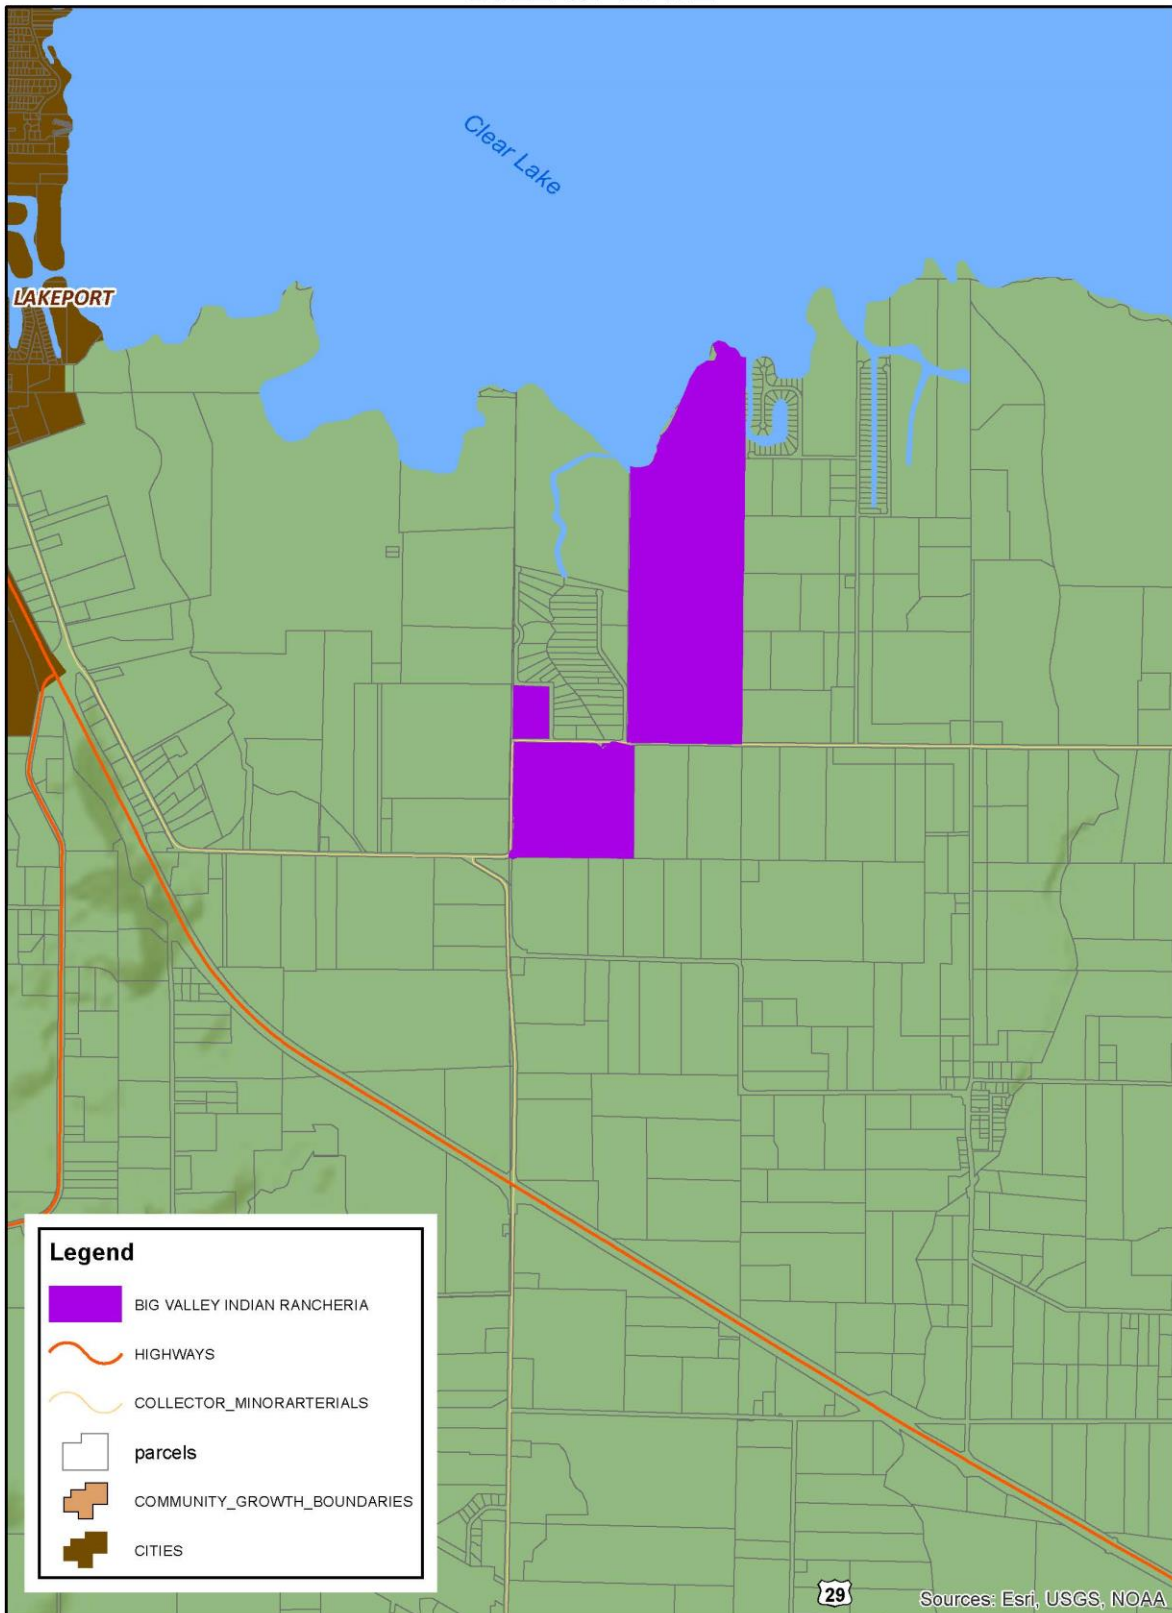 Clear Lake
LAKEPORT
Legend
BIG VALLEY INDIAN RANCHERIA
HIGHWAYS
COLLECTOR_MINORARTERIALS
parcels
COMMUNITY_GROWTH_BOUNDARIES
CITIES
29
Sources: Esri, USGS, NOAA